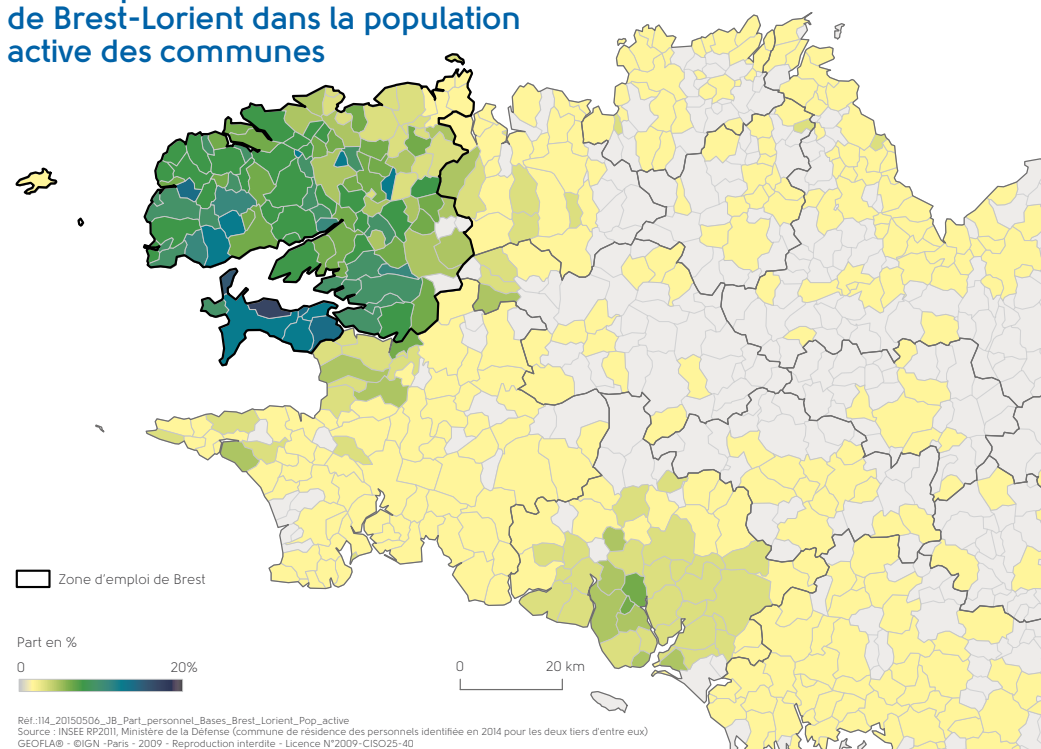 de Brest-Lorient dans la population
active des communes
Zone d'emploi de Brest
Part en %
0 20%
0 20 km
Réf.:114_20150506_JB_Part_personnel_Bases_Brest_Lorient_Pop_active
Source : INSEE RP2011, Ministère de la Défense (commune de résidence des personnels identifiée en 2014 pour les deux tiers d'entre eux)
GEOFLA® - ©IGN -Paris - 2009 - Reproduction interdite - Licence N°2009-CISO25-40